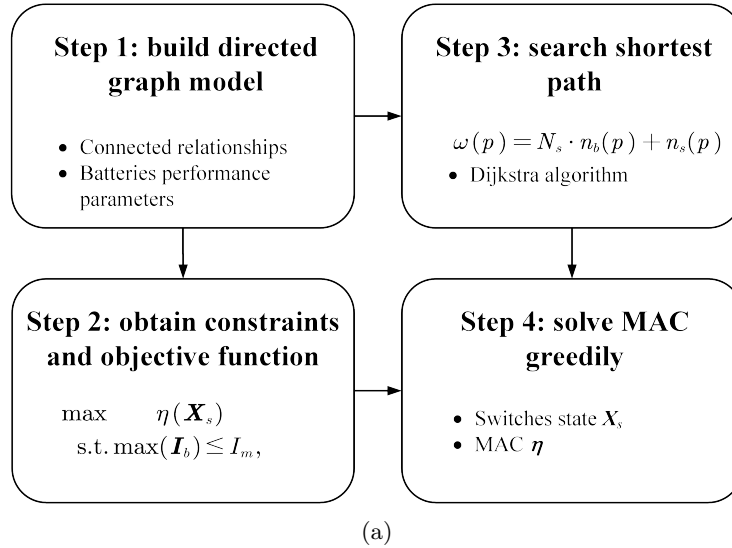 Step 1: build directed
graph model
• Connected relationships
• Batteries performance
parameters
Step 3: search shortest
path
ω(p) = N_s · n_b(p) + n_s(p)
• Dijkstra algorithm
Step 2: obtain constraints
and objective function
max η(X_s)
s.t. max(I_b) ≤ I_m,
Step 4: solve MAC
greedily
• Switches state X_s
• MAC η
(a)